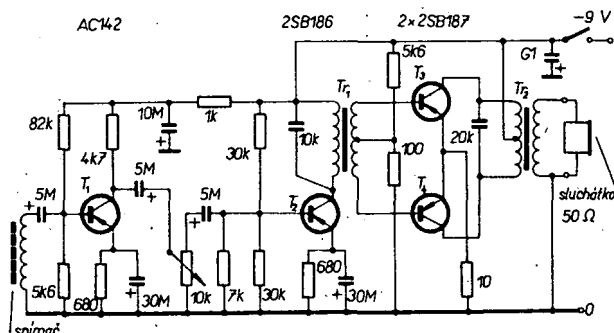 AC142
2SB186
2×2SB187
-9 V
5k6
T3
G1
+
Tr1
Tr2
82k
10M
+
1k
10k
4k7
30k
100
20k
5M
+
T1
5M
+
5M
+
T2
T4
sluchátko
50 Ω
5k6
680
30M
+
10k
7k
30k
680
30M
+
10
0
snímač